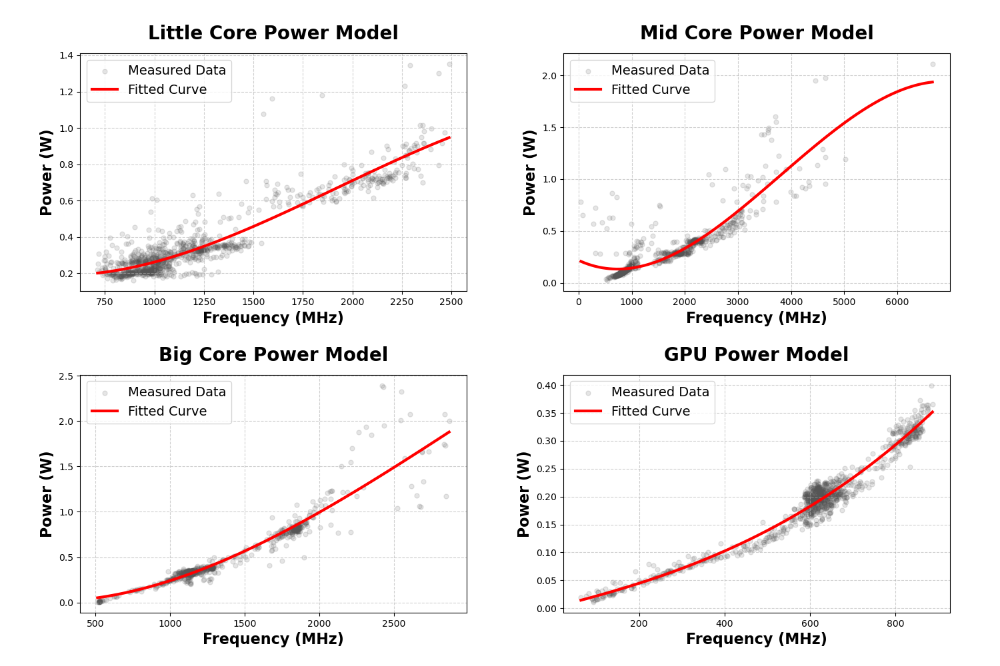 Little Core Power Model
1.4
1.2
1.0
0.8
0.6
0.4
0.2
Power (W)
Measured Data
Fitted Curve
750 1000 1250 1500 1750 2000 2250 2500
Frequency (MHz)
Mid Core Power Model
2.0
1.5
1.0
0.5
0.0
Power (W)
Measured Data
Fitted Curve
0 1000 2000 3000 4000 5000 6000
Frequency (MHz)
Big Core Power Model
2.5
2.0
1.5
1.0
0.5
0.0
Power (W)
Measured Data
Fitted Curve
500 1000 1500 2000 2500
Frequency (MHz)
GPU Power Model
0.40
0.35
0.30
0.25
0.20
0.15
0.10
0.05
0.00
Power (W)
Measured Data
Fitted Curve
200 400 600 800
Frequency (MHz)